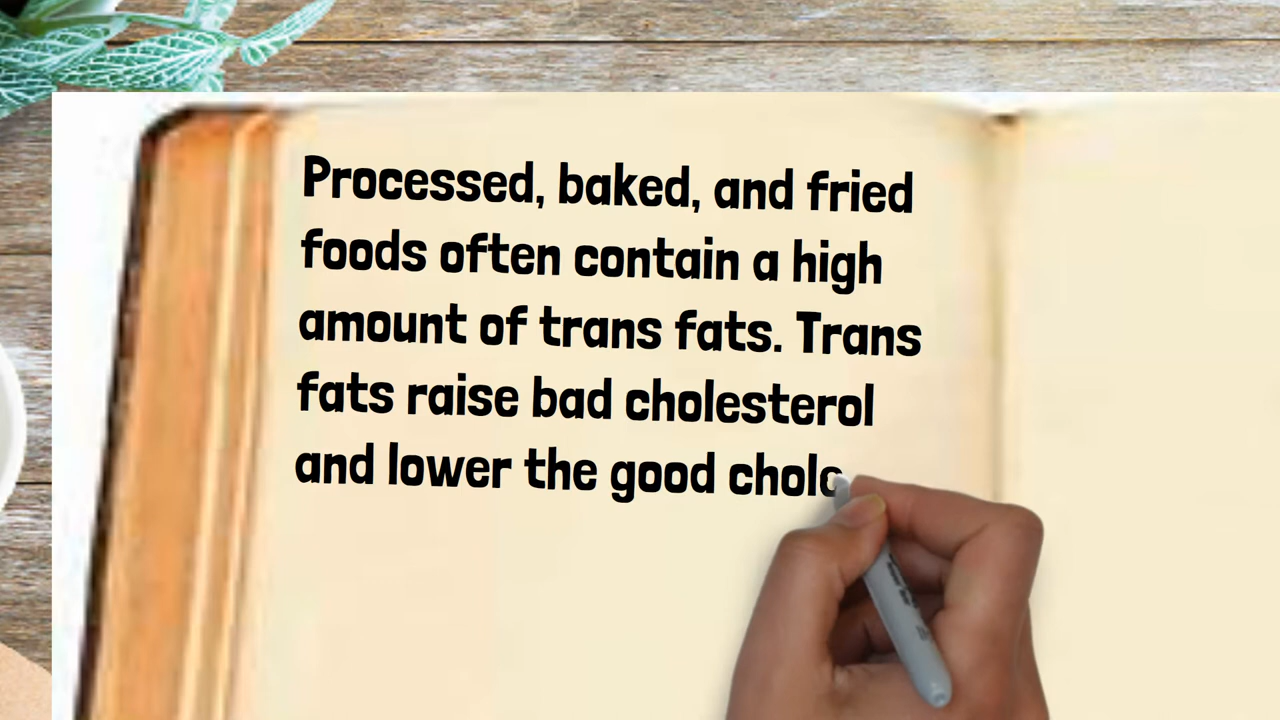 Processed, baked, and fried
foods often contain a high
amount of trans fats. Trans
fats raise bad cholesterol
and lower the good chol